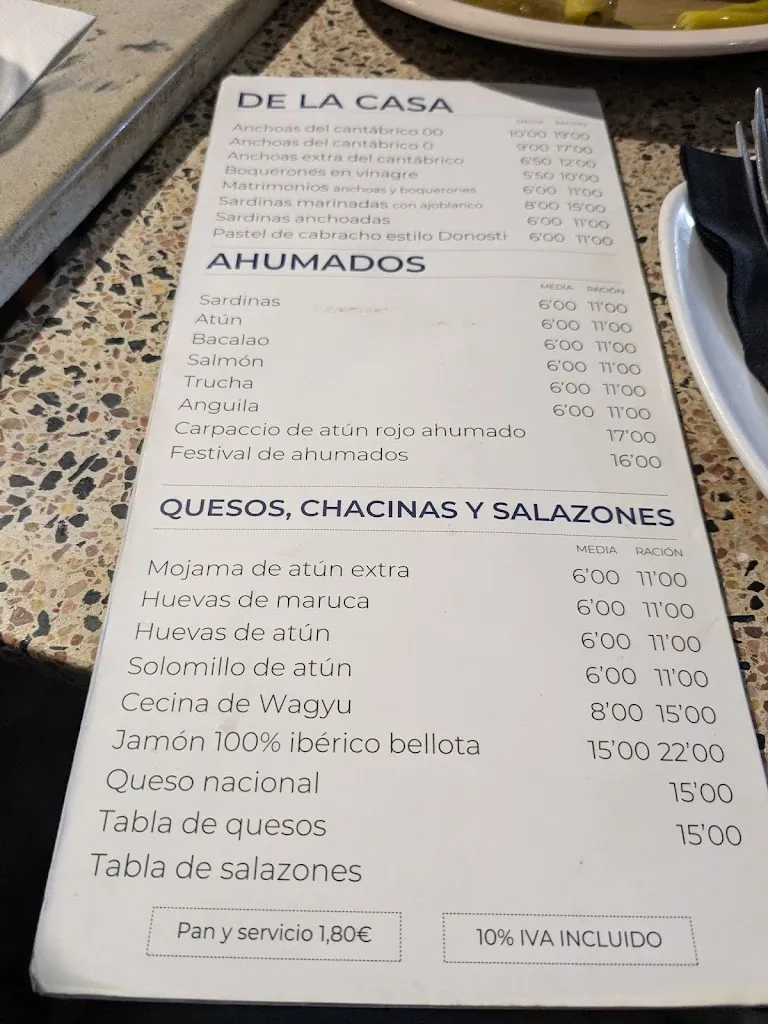 DE LA CASA
MEDIA RACIÓN
Anchoas del cantábrico 00 10'00 19'00
Anchoas del cantábrico 0 9'00 17'00
Anchoas extra del cantábrico 6'50 12'00
Boquerones en vinagre 5'50 10'00
Matrimonios anchoas y boquerones 6'00 11'00
Sardinas marinadas con ajoblanco 8'00 15'00
Sardinas anchoadas 6'00 11'00
Pastel de cabracho estilo Donosti 6'00 11'00
AHUMADOS
MEDIA RACIÓN
Sardinas 6'00 11'00
Atún 6'00 11'00
Bacalao 6'00 11'00
Salmón 6'00 11'00
Trucha 6'00 11'00
Anguila 6'00 11'00
Carpaccio de atún rojo ahumado 17'00
Festival de ahumados 16'00
QUESOS, CHACINAS Y SALAZONES
MEDIA RACIÓN
Mojama de atún extra 6'00 11'00
Huevas de maruca 6'00 11'00
Huevas de atún 6'00 11'00
Solomillo de atún 6'00 11'00
Cecina de Wagyu 8'00 15'00
Jamón 100% ibérico bellota 15'00 22'00
Queso nacional 15'00
Tabla de quesos 15'00
Tabla de salazones
Pan y servicio 1,80€ 10% IVA INCLUIDO